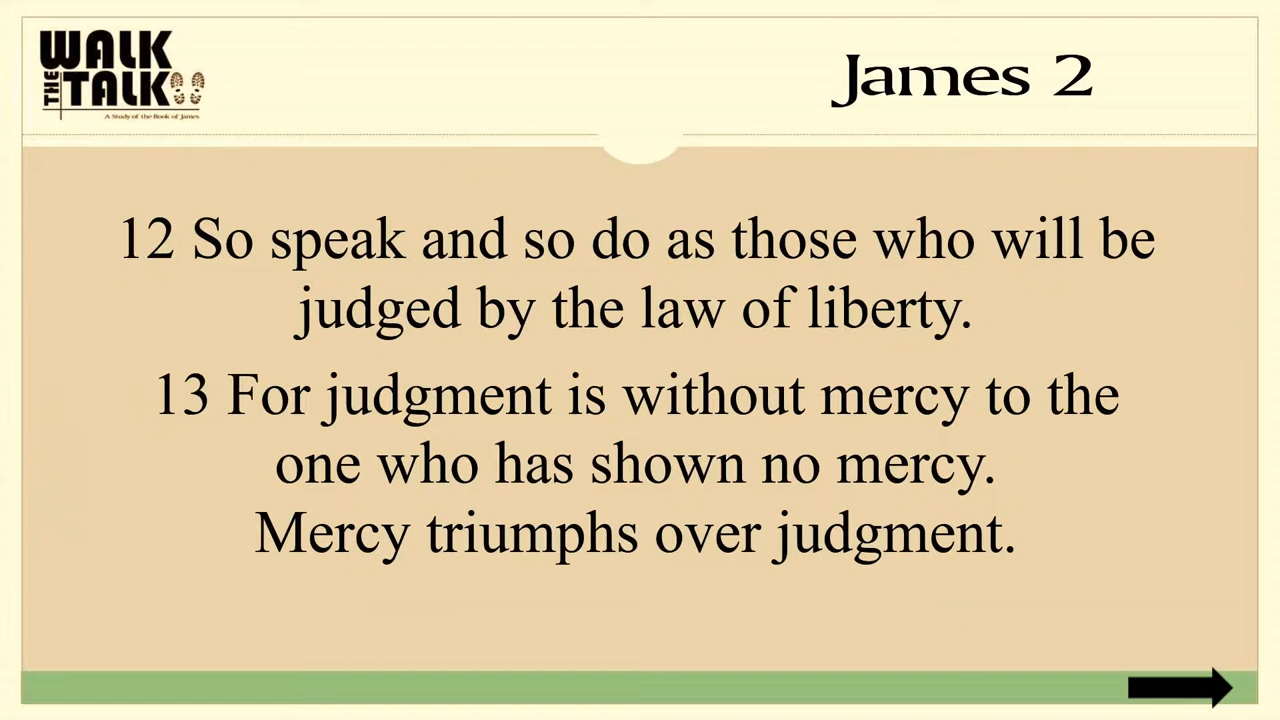 WALK
THE TALK
A Study of the Book of James
James 2
12 So speak and so do as those who will be
judged by the law of liberty.
13 For judgment is without mercy to the
one who has shown no mercy.
Mercy triumphs over judgment.